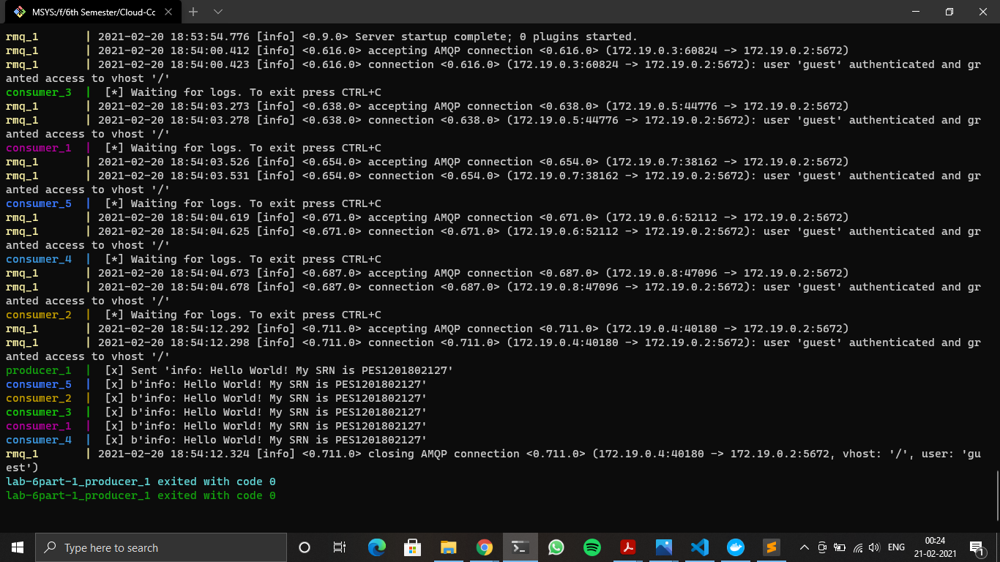 MSYS:/f/6th Semester/Cloud-Cc
rmq_1       | 2021-02-20 18:53:54.776 [info] <0.9.0> Server startup complete; 0 plugins started.
rmq_1       | 2021-02-20 18:54:00.412 [info] <0.616.0> accepting AMQP connection <0.616.0> (172.19.0.3:60824 -> 172.19.0.2:5672)
rmq_1       | 2021-02-20 18:54:00.423 [info] <0.616.0> connection <0.616.0> (172.19.0.3:60824 -> 172.19.0.2:5672): user 'guest' authenticated and gr
anted access to vhost '/'
consumer_3  |  [*] Waiting for logs. To exit press CTRL+C
rmq_1       | 2021-02-20 18:54:03.273 [info] <0.638.0> accepting AMQP connection <0.638.0> (172.19.0.5:44776 -> 172.19.0.2:5672)
rmq_1       | 2021-02-20 18:54:03.278 [info] <0.638.0> connection <0.638.0> (172.19.0.5:44776 -> 172.19.0.2:5672): user 'guest' authenticated and gr
anted access to vhost '/'
consumer_1  |  [*] Waiting for logs. To exit press CTRL+C
rmq_1       | 2021-02-20 18:54:03.526 [info] <0.654.0> accepting AMQP connection <0.654.0> (172.19.0.7:38162 -> 172.19.0.2:5672)
rmq_1       | 2021-02-20 18:54:03.531 [info] <0.654.0> connection <0.654.0> (172.19.0.7:38162 -> 172.19.0.2:5672): user 'guest' authenticated and gr
anted access to vhost '/'
consumer_5  |  [*] Waiting for logs. To exit press CTRL+C
rmq_1       | 2021-02-20 18:54:04.619 [info] <0.671.0> accepting AMQP connection <0.671.0> (172.19.0.6:52112 -> 172.19.0.2:5672)
rmq_1       | 2021-02-20 18:54:04.625 [info] <0.671.0> connection <0.671.0> (172.19.0.6:52112 -> 172.19.0.2:5672): user 'guest' authenticated and gr
anted access to vhost '/'
consumer_4  |  [*] Waiting for logs. To exit press CTRL+C
rmq_1       | 2021-02-20 18:54:04.673 [info] <0.687.0> accepting AMQP connection <0.687.0> (172.19.0.8:47096 -> 172.19.0.2:5672)
rmq_1       | 2021-02-20 18:54:04.678 [info] <0.687.0> connection <0.687.0> (172.19.0.8:47096 -> 172.19.0.2:5672): user 'guest' authenticated and gr
anted access to vhost '/'
consumer_2  |  [*] Waiting for logs. To exit press CTRL+C
rmq_1       | 2021-02-20 18:54:12.292 [info] <0.711.0> accepting AMQP connection <0.711.0> (172.19.0.4:40180 -> 172.19.0.2:5672)
rmq_1       | 2021-02-20 18:54:12.298 [info] <0.711.0> connection <0.711.0> (172.19.0.4:40180 -> 172.19.0.2:5672): user 'guest' authenticated and gr
anted access to vhost '/'
producer_1  |  [x] Sent 'info: Hello World! My SRN is PES1201802127'
consumer_5  |  [x] b'info: Hello World! My SRN is PES1201802127'
consumer_2  |  [x] b'info: Hello World! My SRN is PES1201802127'
consumer_3  |  [x] b'info: Hello World! My SRN is PES1201802127'
consumer_1  |  [x] b'info: Hello World! My SRN is PES1201802127'
consumer_4  |  [x] b'info: Hello World! My SRN is PES1201802127'
rmq_1       | 2021-02-20 18:54:12.324 [info] <0.711.0> closing AMQP connection <0.711.0> (172.19.0.4:40180 -> 172.19.0.2:5672, vhost: '/', user: 'gu
est')
lab-6part-1_producer_1 exited with code 0
lab-6part-1_producer_1 exited with code 0
Type here to search
ENG
00:24
21-02-2021
1